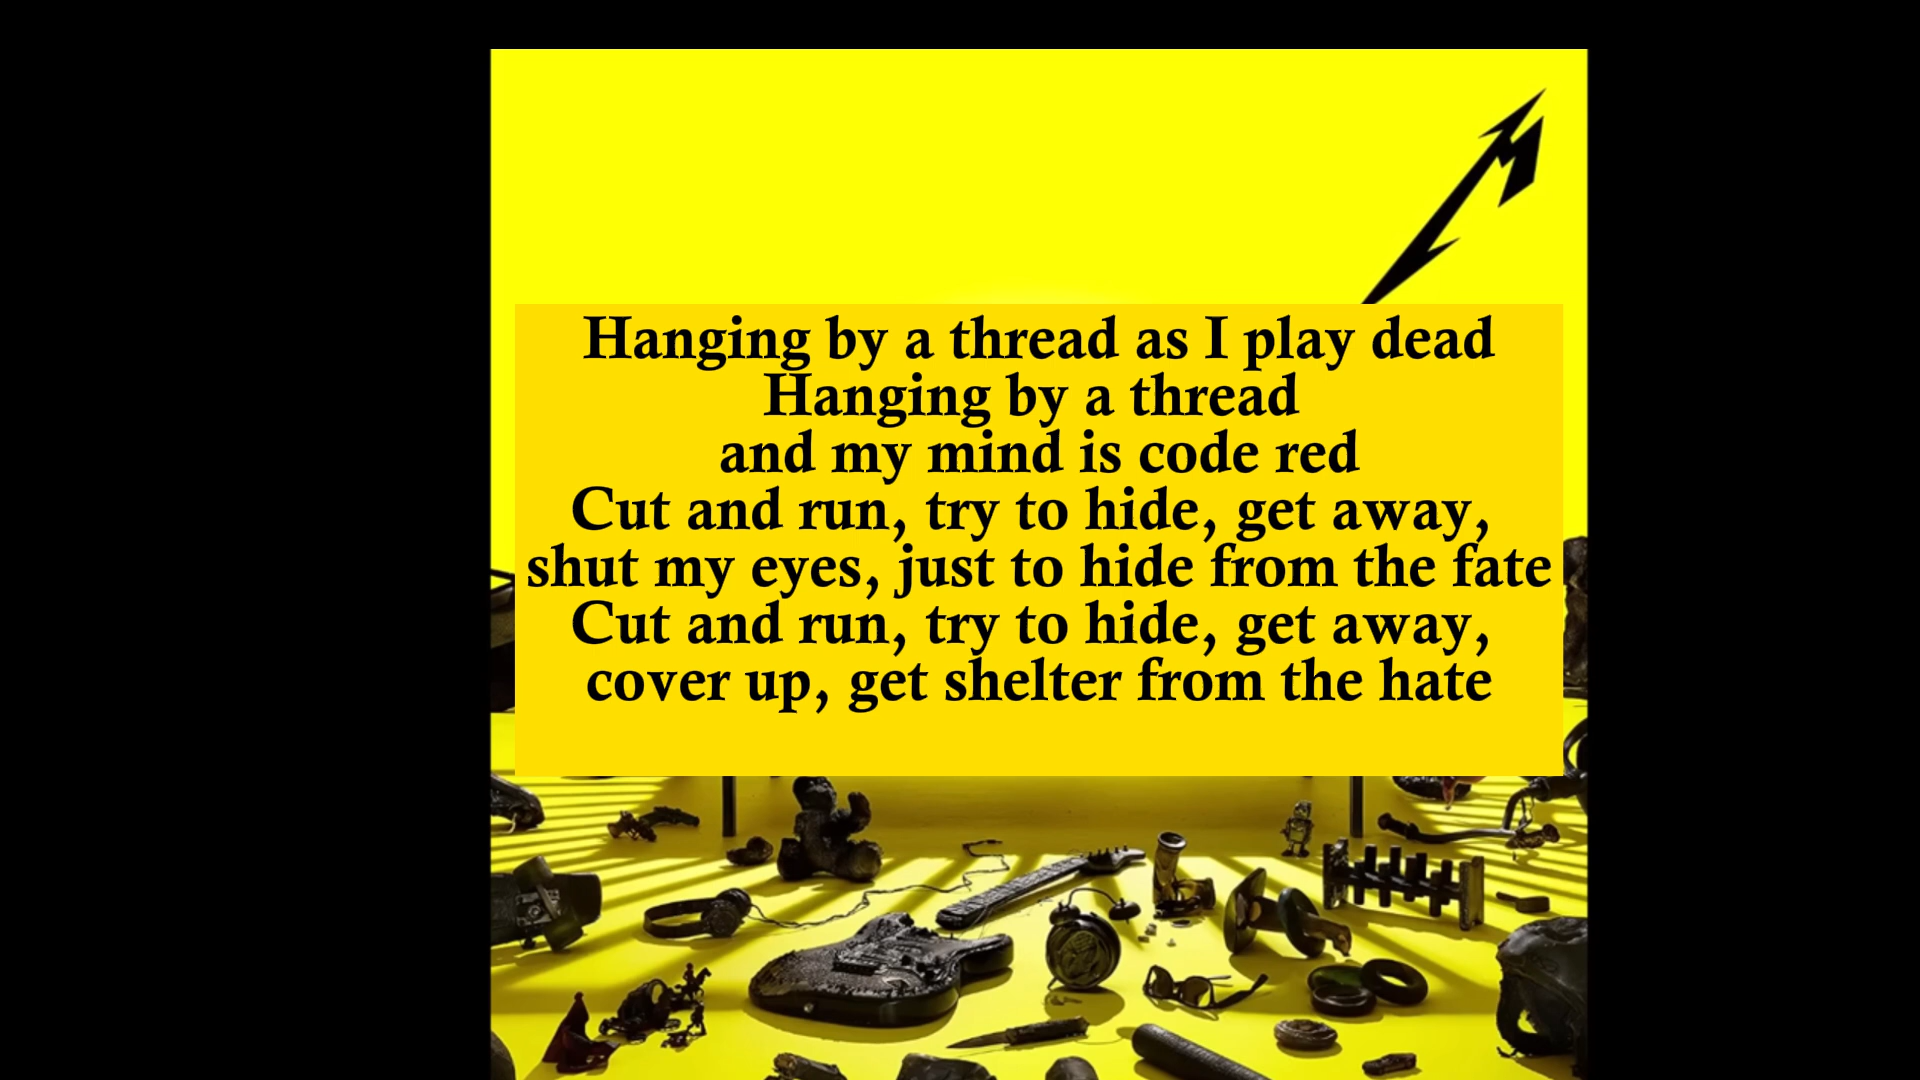 Hanging by a thread as I play dead
Hanging by a thread
and my mind is code red
Cut and run, try to hide, get away,
shut my eyes, just to hide from the fate
Cut and run, try to hide, get away,
cover up, get shelter from the hate